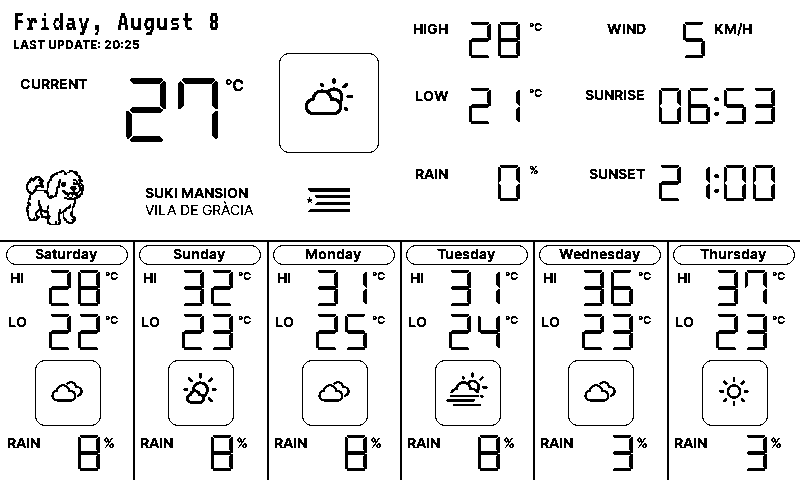 Friday, August 8
LAST UPDATE: 20:25
CURRENT 27 °C
HIGH 28 °C
WIND 5 KM/H
LOW 21 °C
SUNRISE 06:53
RAIN 0 %
SUNSET 21:00
SUKI MANSION
VILA DE GRÀCIA
Saturday
HI 28 °C
LO 22 °C
RAIN 8 %
Sunday
HI 32 °C
LO 23 °C
RAIN 8 %
Monday
HI 31 °C
LO 25 °C
RAIN 8 %
Tuesday
HI 31 °C
LO 24 °C
RAIN 8 %
Wednesday
HI 36 °C
LO 23 °C
RAIN 3 %
Thursday
HI 37 °C
LO 23 °C
RAIN 3 %